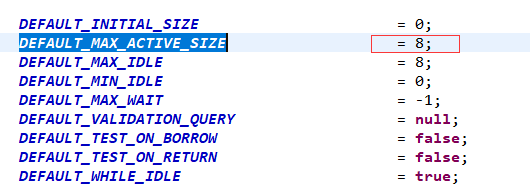 DEFAULT_INITIAL_SIZE = 0;
DEFAULT_MAX_ACTIVE_SIZE = 8;
DEFAULT_MAX_IDLE = 8;
DEFAULT_MIN_IDLE = 0;
DEFAULT_MAX_WAIT = -1;
DEFAULT_VALIDATION_QUERY = null;
DEFAULT_TEST_ON_BORROW = false;
DEFAULT_TEST_ON_RETURN = false;
DEFAULT_WHILE_IDLE = true;